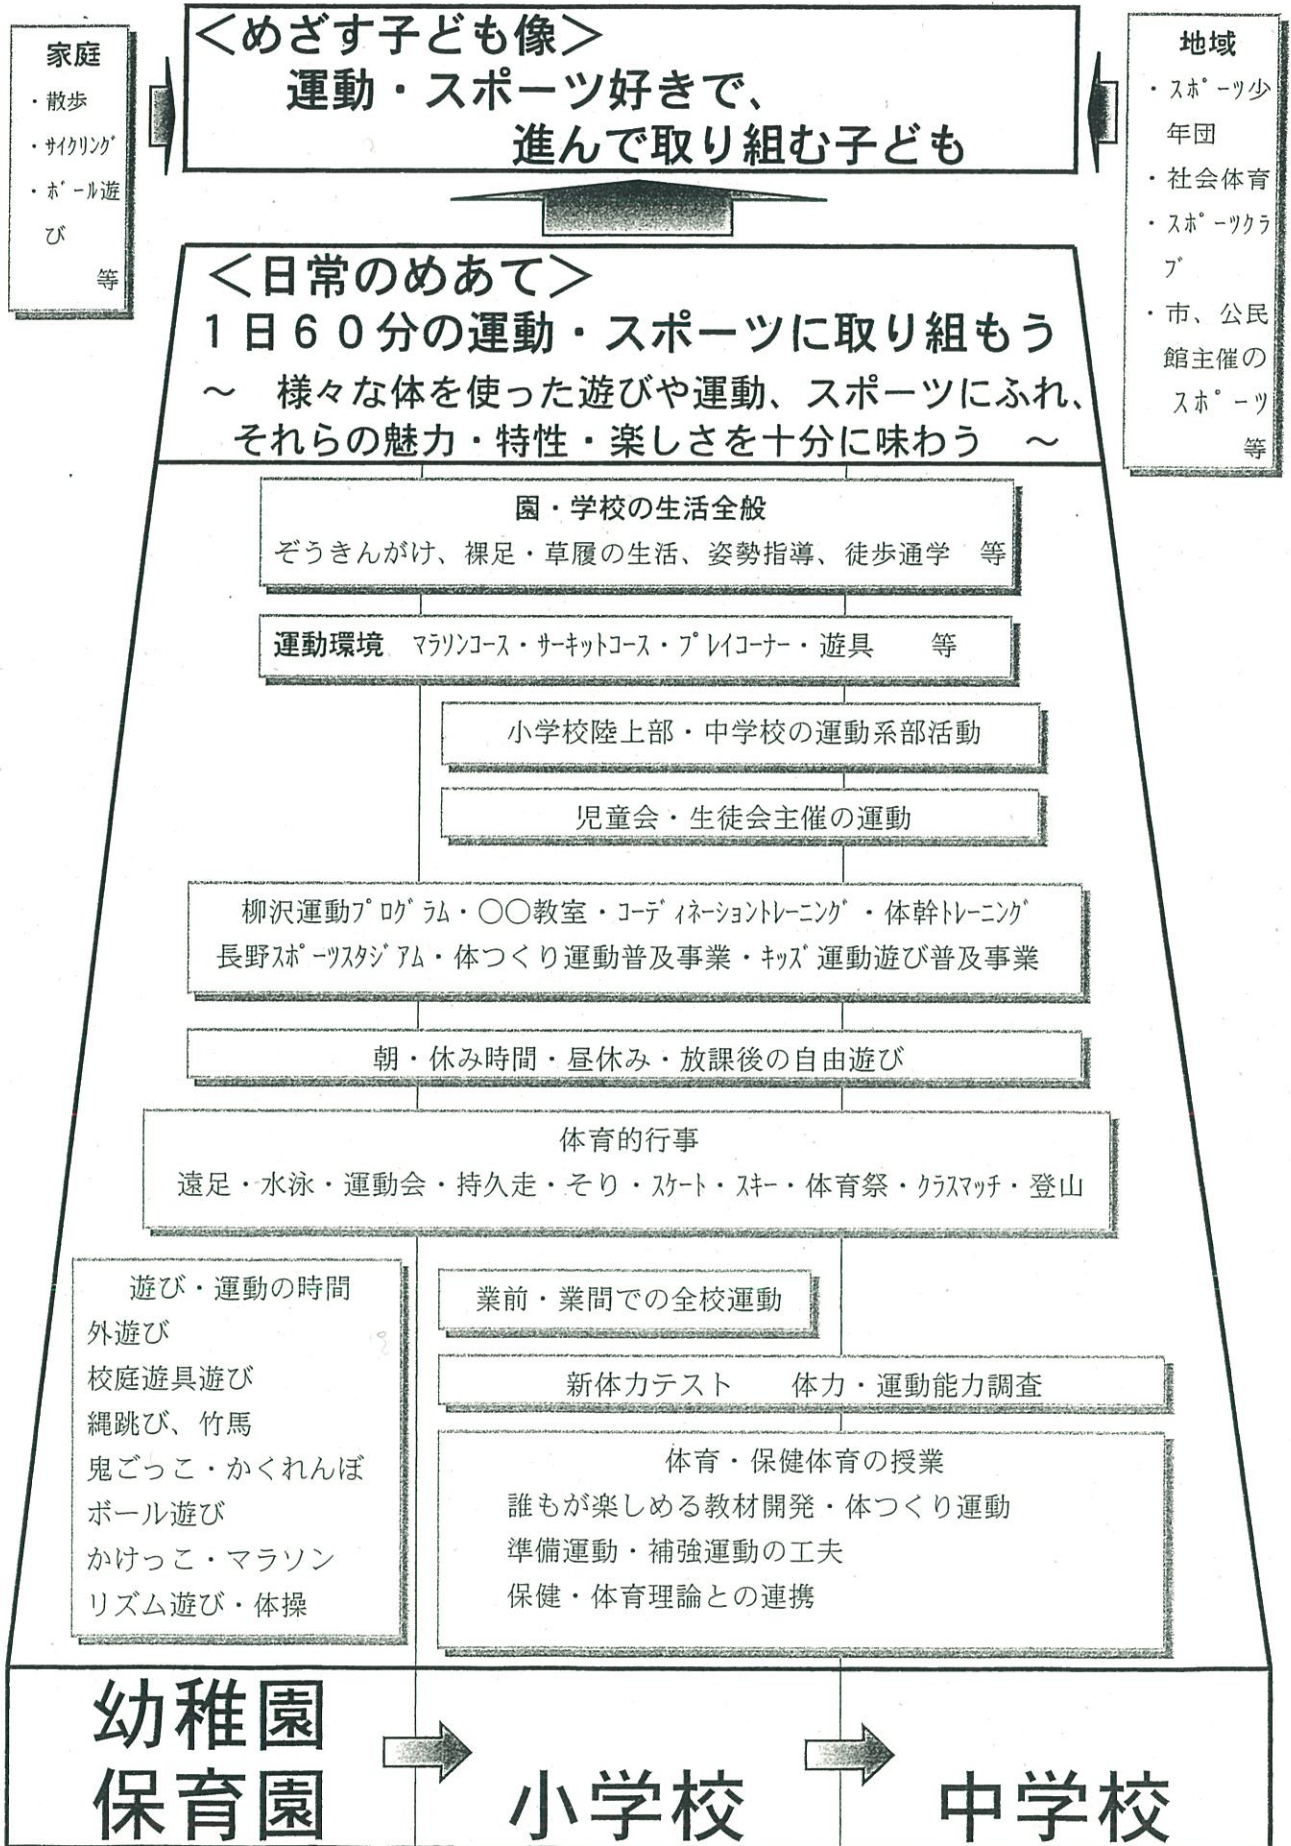 家庭
・散歩
・ｻｲｸﾘﾝｸﾞ
・ﾎﾞｰﾙ遊
び
等
＜めざす子ども像＞
運動・スポーツ好きで、
進んで取り組む子ども
地域
・ｽﾎﾟｰﾂ少
年団
・社会体育
・ｽﾎﾟｰﾂｸﾗ
ﾌﾞ
・市、公民
館主催の
ｽﾎﾟｰﾂ
等
＜日常のめあて＞
１日６０分の運動・スポーツに取り組もう
～　様々な体を使った遊びや運動、スポーツにふれ、
それらの魅力・特性・楽しさを十分に味わう　～
園・学校の生活全般
ぞうきんがけ、裸足・草履の生活、姿勢指導、徒歩通学　等
運動環境　ﾏﾗｿﾝｺｰｽ・ｻｰｷｯﾄｺｰｽ・ﾌﾟﾚｲｺｰﾅｰ・遊具　　等
小学校陸上部・中学校の運動系部活動
児童会・生徒会主催の運動
柳沢運動ﾌﾟﾛｸﾞﾗﾑ・〇〇教室・ｺｰﾃﾞｨﾈｰｼｮﾝﾄﾚｰﾆﾝｸﾞ・体幹ﾄﾚｰﾆﾝｸﾞ
長野ｽﾎﾟｰﾂｽﾀｼﾞｱﾑ・体つくり運動普及事業・ｷｯｽﾞ運動遊び普及事業
朝・休み時間・昼休み・放課後の自由遊び
体育的行事
遠足・水泳・運動会・持久走・そり・ｽｹｰﾄ・ｽｷｰ・体育祭・ｸﾗｽﾏｯﾁ・登山
遊び・運動の時間
外遊び
校庭遊具遊び
縄跳び、竹馬
鬼ごっこ・かくれんぼ
ボール遊び
かけっこ・マラソン
リズム遊び・体操
業前・業間での全校運動
新体力テスト　　体力・運動能力調査
体育・保健体育の授業
誰もが楽しめる教材開発・体つくり運動
準備運動・補強運動の工夫
保健・体育理論との連携
幼稚園
保育園
小学校
中学校